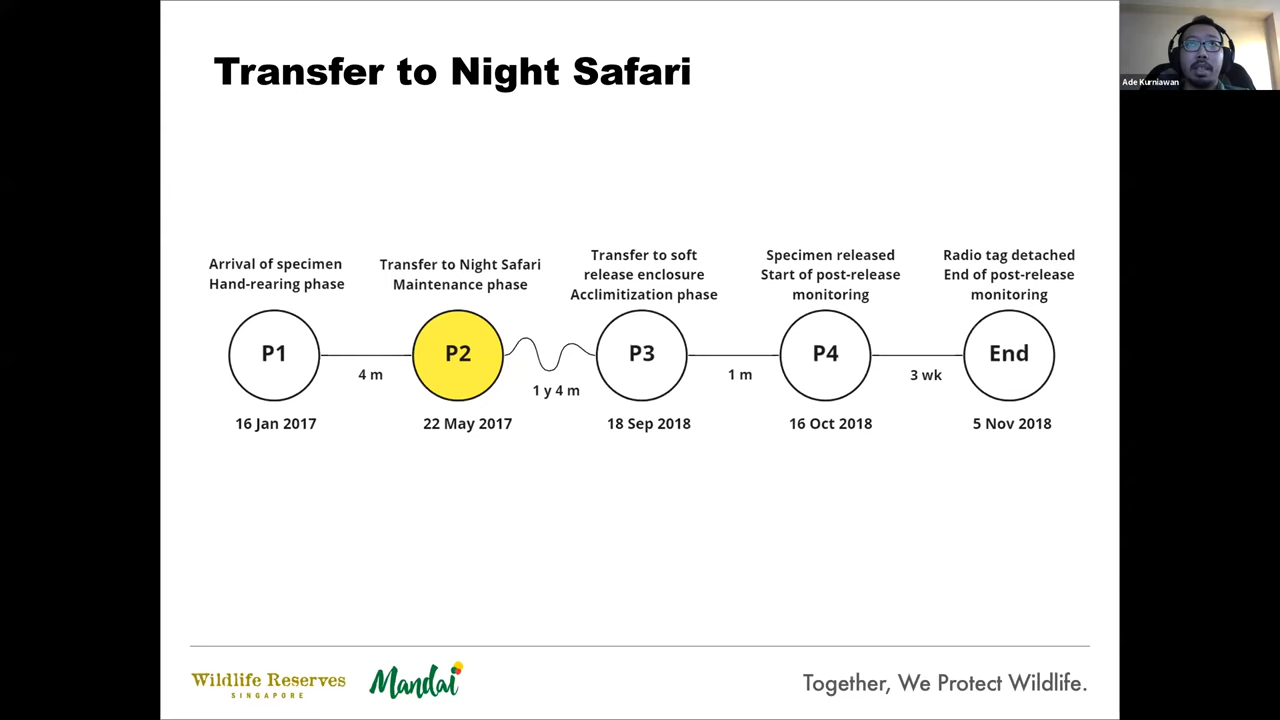 Transfer to Night Safari
Ade Kurniawan
Arrival of specimen
Hand-rearing phase
Transfer to Night Safari
Maintenance phase
Transfer to soft
release enclosure
Acclimitization phase
Specimen released
Start of post-release
monitoring
Radio tag detached
End of post-release
monitoring
P1
P2
P3
P4
End
4 m
1 y 4 m
1 m
3 wk
16 Jan 2017
22 May 2017
18 Sep 2018
16 Oct 2018
5 Nov 2018
Wildlife Reserves
SINGAPORE
Mandai
Together, We Protect Wildlife.